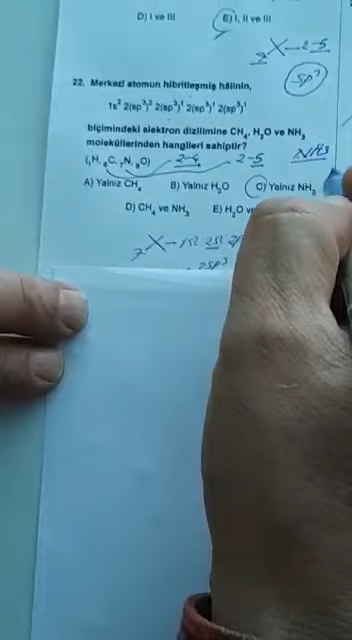 D) I ve III
E) I, II ve III
7X-2-5
sp3
22. Merkezi atomun hibritleşmiş hâlinin,
1s² 2(sp³)² 2(sp³)¹ 2(sp³)¹ 2(sp³)¹
biçimindeki elektron dizilimine CH₄, H₂O ve NH₃
moleküllerinden hangileri sahiptir?
NH3
(₁H, ₆C, ₇N, ₈O)
2-4
2-5
A) Yalnız CH₄
B) Yalnız H₂O
C) Yalnız NH₃
D) CH₄ ve NH₃
E) H₂O ve
7X-1s2 2s2 2p
2sp3